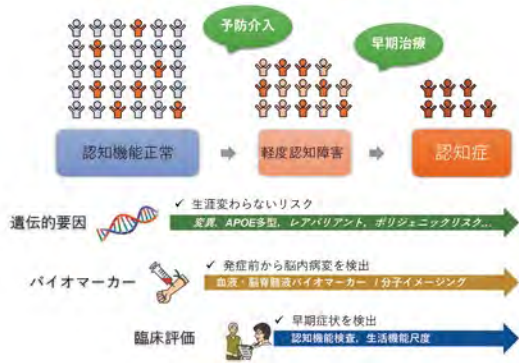 予防介入
早期治療
認知機能正常
軽度認知障害
認知症
遺伝的要因
✓ 生涯変わらないリスク
変異、APOE多型、レアバリアント、ポリジェニックリスク...
バイオマーカー
✓ 発症前から脳内病変を検出
血液・脳脊髄液バイオマーカー / 分子イメージング
臨床評価
✓ 早期症状を検出
認知機能検査、生活機能尺度